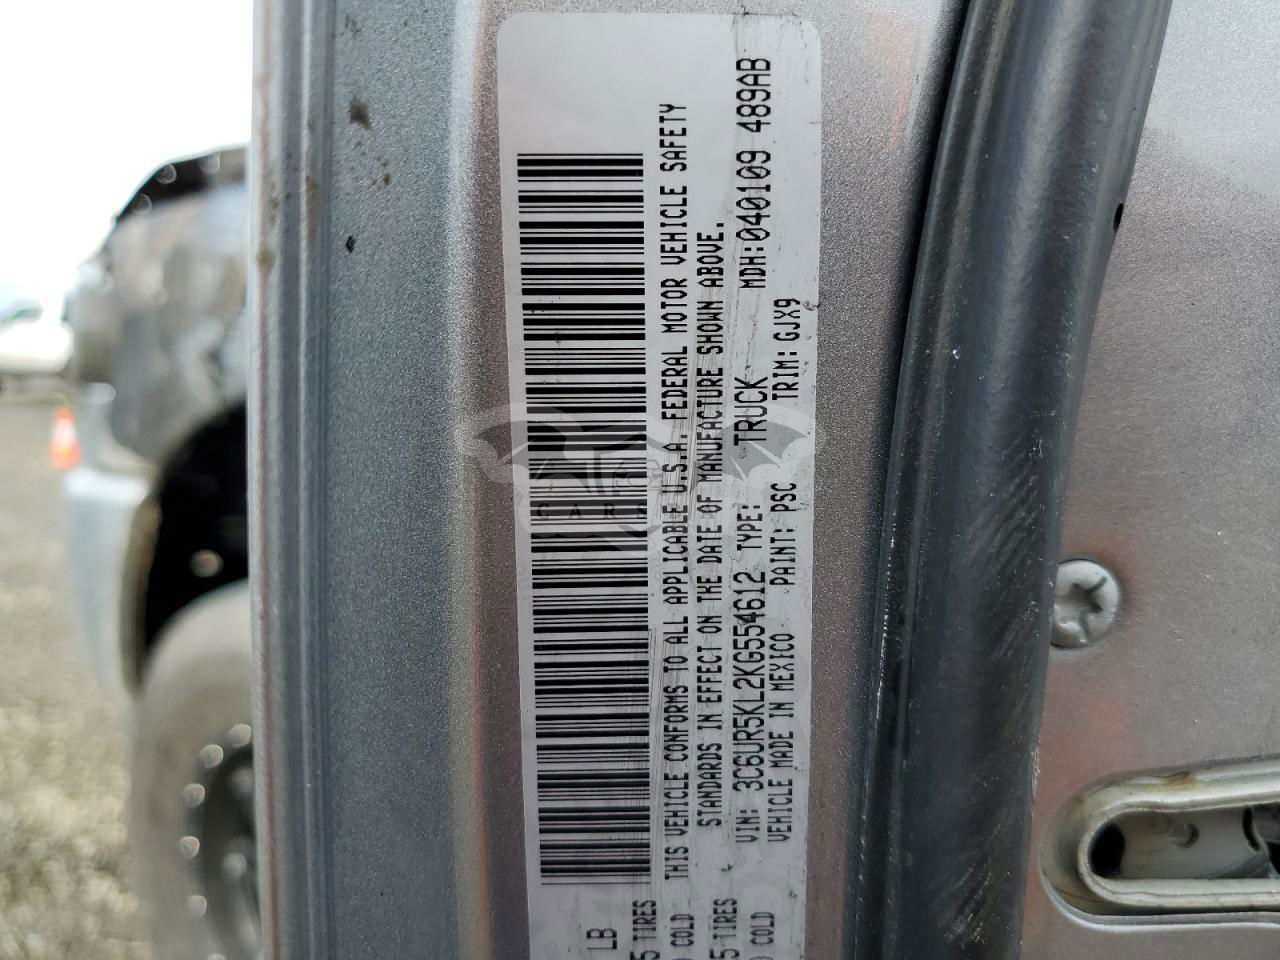 THIS VEHICLE CONFORMS TO ALL APPLICABLE U.S.A. FEDERAL MOTOR VEHICLE SAFETY
STANDARDS IN EFFECT ON THE DATE OF MANUFACTURE SHOWN ABOVE.
VIN: 3C6UR5KL2KG554612 TYPE: TRUCK MDH:040109 489AB
VEHICLE MADE IN MEXICO PAINT: PSC TRIM: GJX9
LB
5 TIRES
COLD
5 TIRES
COLD
CARS